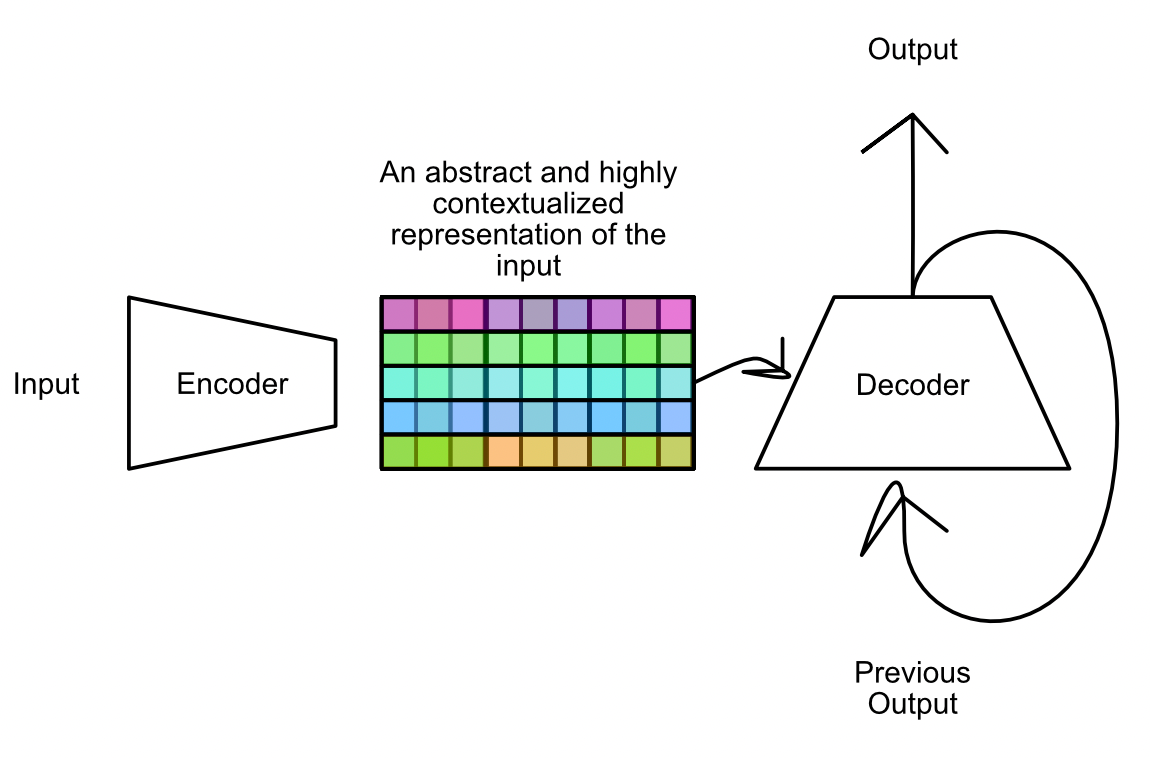 Output
An abstract and highly
contextualized
representation of the
input
Input
Encoder
Decoder
Previous
Output